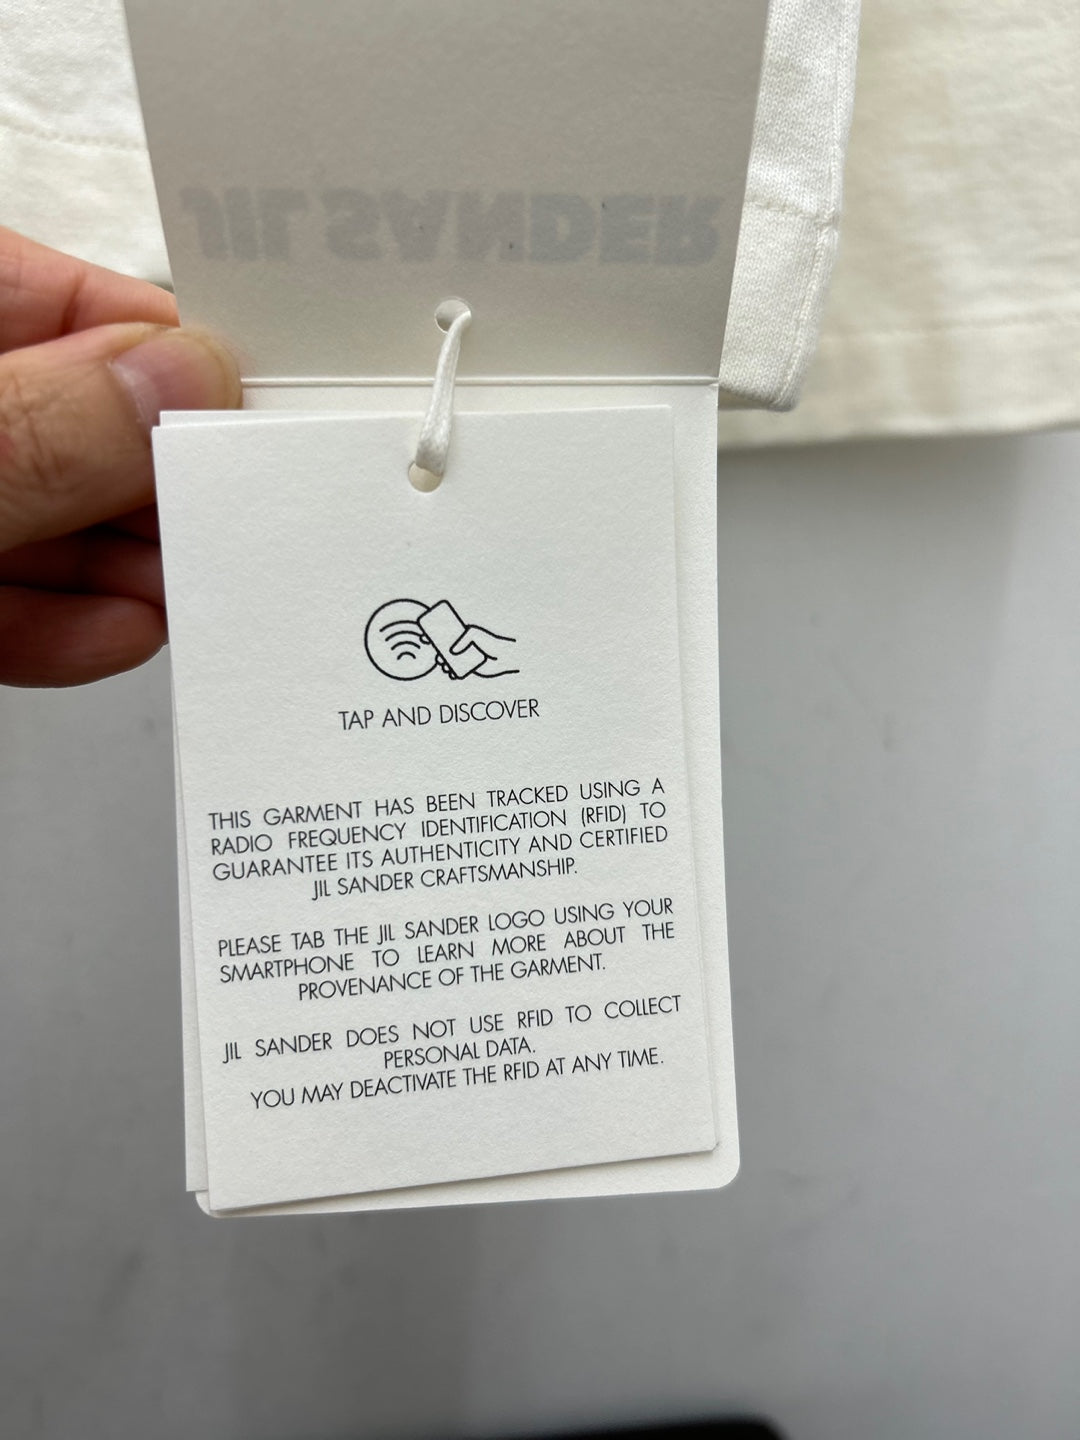 JIL SANDER
TAP AND DISCOVER
THIS GARMENT HAS BEEN TRACKED USING A
RADIO FREQUENCY IDENTIFICATION (RFID) TO
GUARANTEE ITS AUTHENTICITY AND CERTIFIED
JIL SANDER CRAFTSMANSHIP.
PLEASE TAB THE JIL SANDER LOGO USING YOUR
SMARTPHONE TO LEARN MORE ABOUT THE
PROVENANCE OF THE GARMENT.
JIL SANDER DOES NOT USE RFID TO COLLECT
PERSONAL DATA.
YOU MAY DEACTIVATE THE RFID AT ANY TIME.